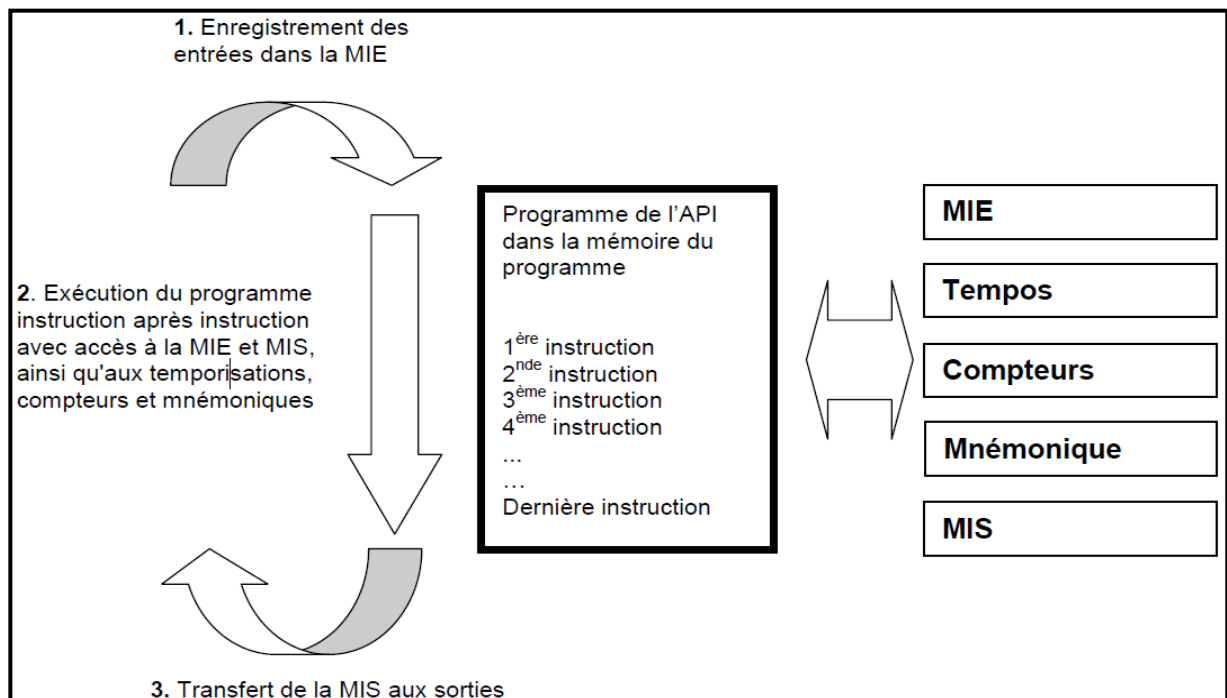 1. Enregistrement des
entrées dans la MIE
2. Exécution du programme
instruction après instruction
avec accès à la MIE et MIS,
ainsi qu'aux temporisations,
compteurs et mnémoniques
Programme de l'API
dans la mémoire du
programme
1ère instruction
2nde instruction
3ème instruction
4ème instruction
...
...
Dernière instruction
MIE
Tempos
Compteurs
Mnémonique
MIS
3. Transfert de la MIS aux sorties